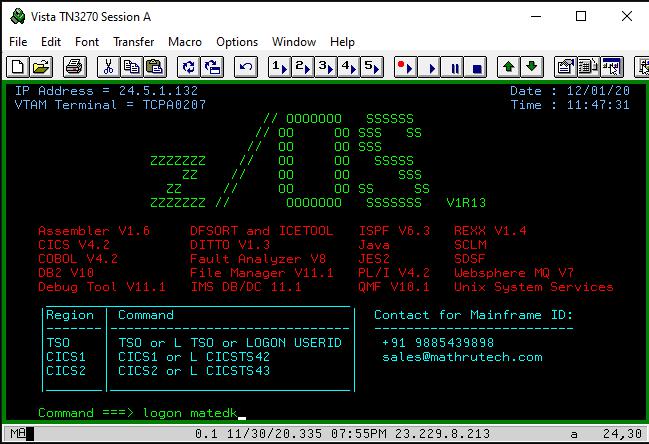 Vista TN3270 Session A
File Edit Font Transfer Macro Options Window Help
1 2 3 4 5
IP Address = 24.5.1.132 Date : 12/01/20
VTAM Terminal = TCPA0207 Time : 11:47:31
// OOOOOOO SSSSSS
// OO OO SSS SS
// OO OO SSS
ZZZZZZZ // OO OO SSSSS
ZZ // OO OO SSS
ZZ // OO OO SS SS
ZZZZZZZ // OOOOOOO SSSSSSS V1R13
Assembler V1.6 DFSORT and ICETOOL ISPF V6.3 REXX V1.4
CICS V4.2 DITTO V1.3 Java SCLM
COBOL V4.2 Fault Analyzer V8 JES2 SDSF
DB2 V10 File Manager V11.1 PL/I V4.2 Websphere MQ V7
Debug Tool V11.1 IMS DB/DC 11.1 QMF V10.1 Unix System Services
Region Command Contact for Mainframe ID:
TSO TSO or L TSO or LOGON USERID +91 9885439898
CICS1 CICS1 or L CICSTS42 sales@mathrutech.com
CICS2 CICS2 or L CICSTS43
Command ===> logon matedk
MA 0.1 11/30/20.335 07:55PM 23.229.8.213 a 24,30